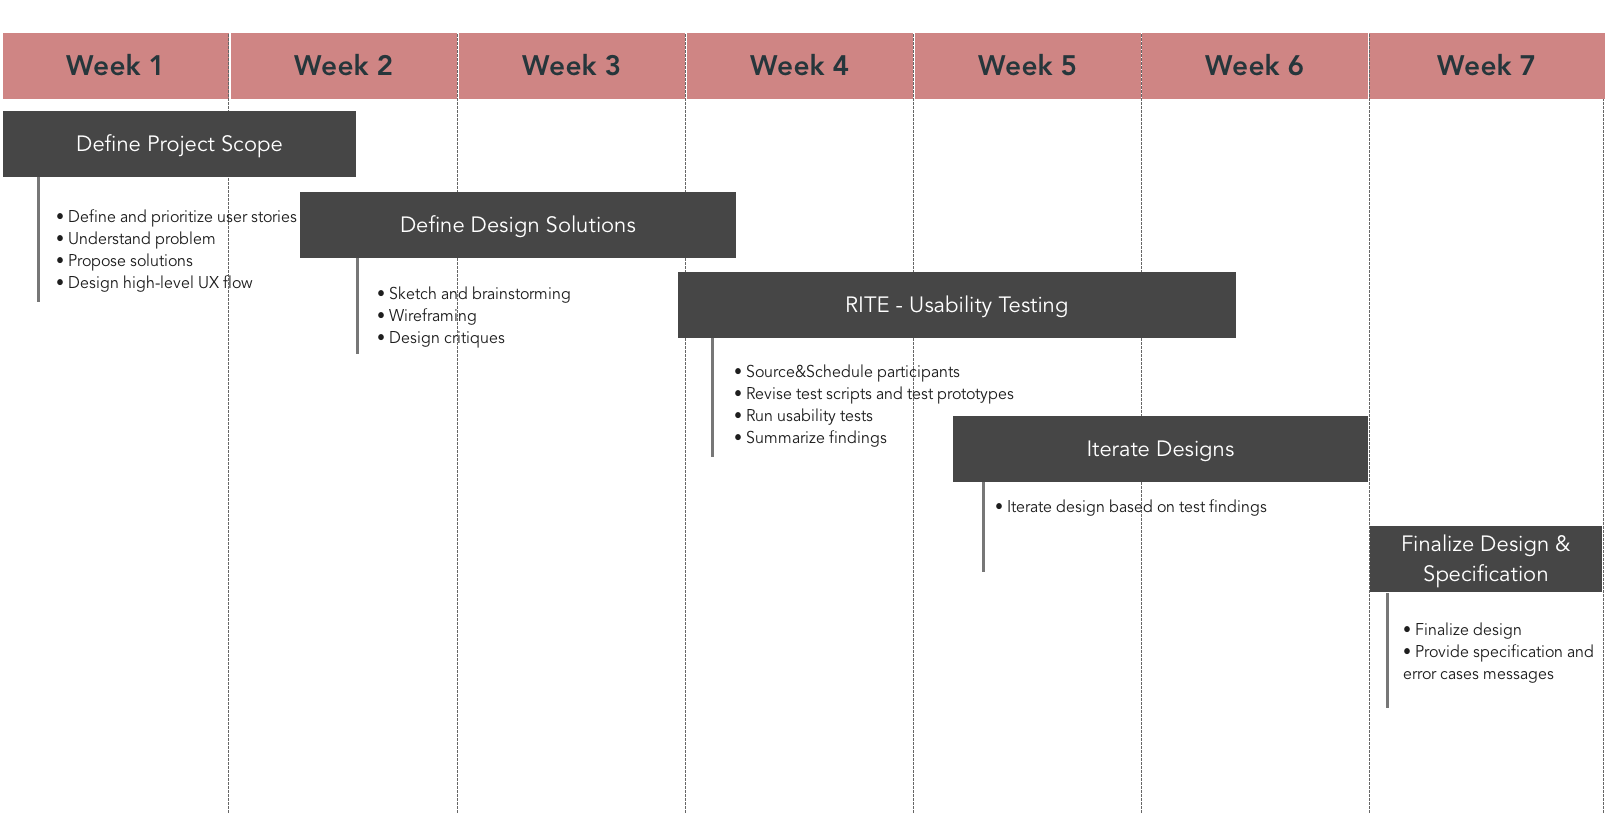 Week 1
Week 2
Week 3
Week 4
Week 5
Week 6
Week 7
Define Project Scope
• Define and prioritize user stories
• Understand problem
• Propose solutions
• Design high-level UX flow
Define Design Solutions
• Sketch and brainstorming
• Wireframing
• Design critiques
RITE - Usability Testing
• Source&Schedule participants
• Revise test scripts and test prototypes
• Run usability tests
• Summarize findings
Iterate Designs
• Iterate design based on test findings
Finalize Design &
Specification
• Finalize design
• Provide specification and
error cases messages